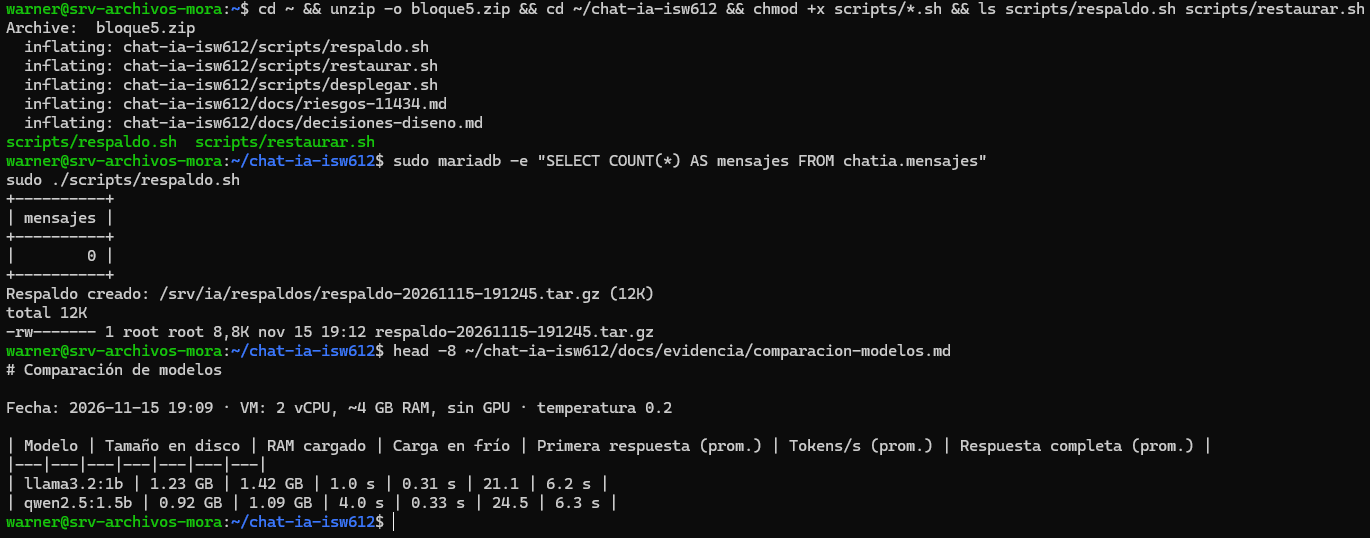 warner@srv-archivos-mora:~$ cd ~ && unzip -o bloque5.zip && cd ~/chat-ia-isw612 && chmod +x scripts/*.sh && ls scripts/respaldo.sh scripts/restaurar.sh
Archive:  bloque5.zip
  inflating: chat-ia-isw612/scripts/respaldo.sh
  inflating: chat-ia-isw612/scripts/restaurar.sh
  inflating: chat-ia-isw612/scripts/desplegar.sh
  inflating: chat-ia-isw612/docs/riesgos-11434.md
  inflating: chat-ia-isw612/docs/decisiones-diseno.md
scripts/respaldo.sh  scripts/restaurar.sh
warner@srv-archivos-mora:~/chat-ia-isw612$ sudo mariadb -e "SELECT COUNT(*) AS mensajes FROM chatia.mensajes"
sudo ./scripts/respaldo.sh
+----------+
| mensajes |
+----------+
|        0 |
+----------+
Respaldo creado: /srv/ia/respaldos/respaldo-20261115-191245.tar.gz (12K)
total 12K
-rw------- 1 root root 8,8K nov 15 19:12 respaldo-20261115-191245.tar.gz
warner@srv-archivos-mora:~/chat-ia-isw612$ head -8 ~/chat-ia-isw612/docs/evidencia/comparacion-modelos.md
# Comparación de modelos

Fecha: 2026-11-15 19:09 · VM: 2 vCPU, ~4 GB RAM, sin GPU · temperatura 0.2

| Modelo | Tamaño en disco | RAM cargado | Carga en frío | Primera respuesta (prom.) | Tokens/s (prom.) | Respuesta completa (prom.) |
|---|---|---|---|---|---|---|
| llama3.2:1b | 1.23 GB | 1.42 GB | 1.0 s | 0.31 s | 21.1 | 6.2 s |
| qwen2.5:1.5b | 0.92 GB | 1.09 GB | 4.0 s | 0.33 s | 24.5 | 6.3 s |
warner@srv-archivos-mora:~/chat-ia-isw612$